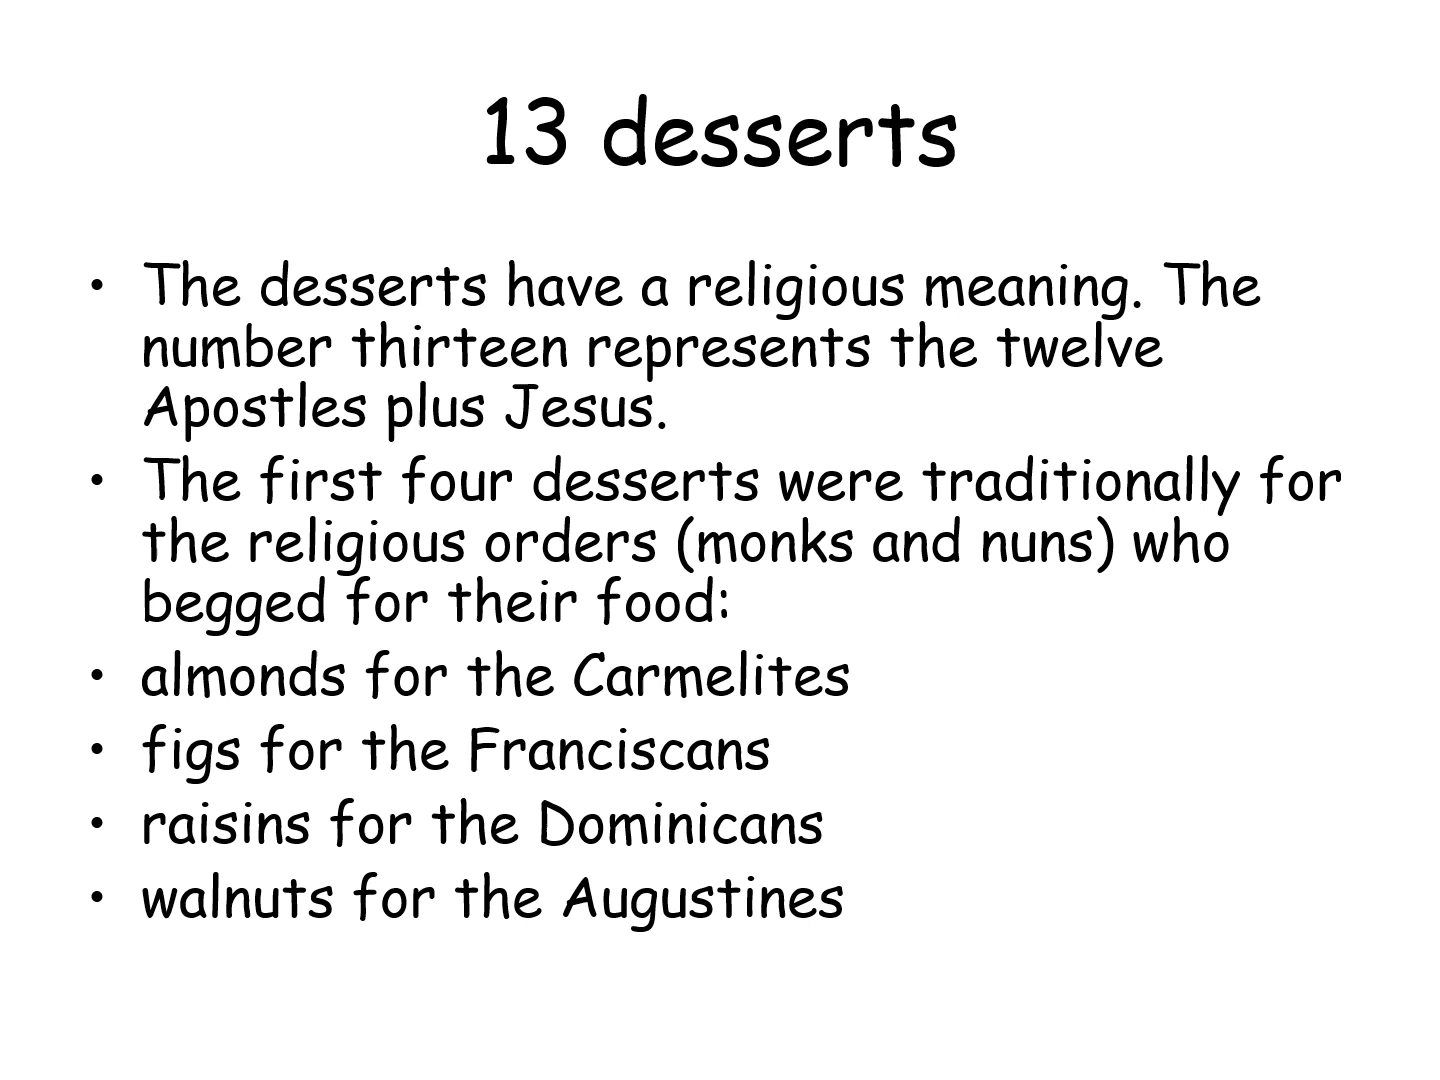 13 desserts
• The desserts have a religious meaning. The
number thirteen represents the twelve
Apostles plus Jesus.
• The first four desserts were traditionally for
the religious orders (monks and nuns) who
begged for their food:
• almonds for the Carmelites
• figs for the Franciscans
• raisins for the Dominicans
• walnuts for the Augustines